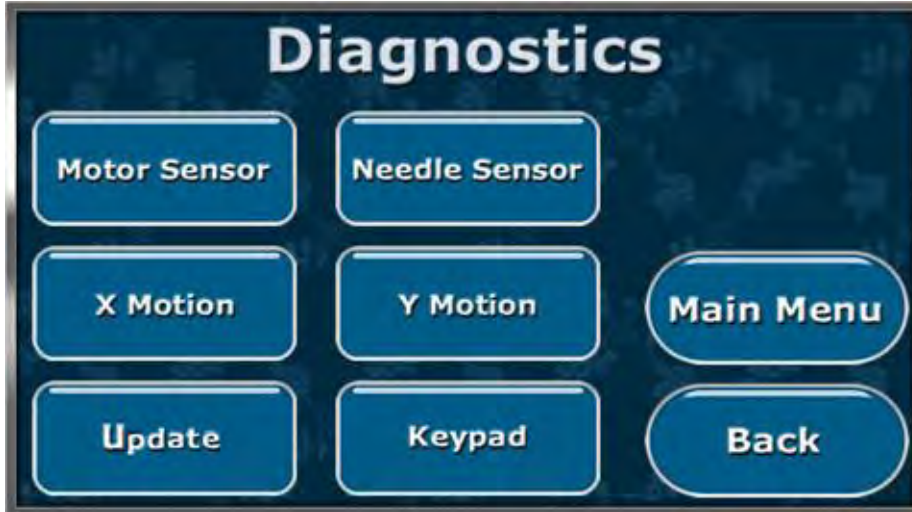 Diagnostics
Motor Sensor
Needle Sensor
X Motion
Y Motion
Main Menu
Update
Keypad
Back